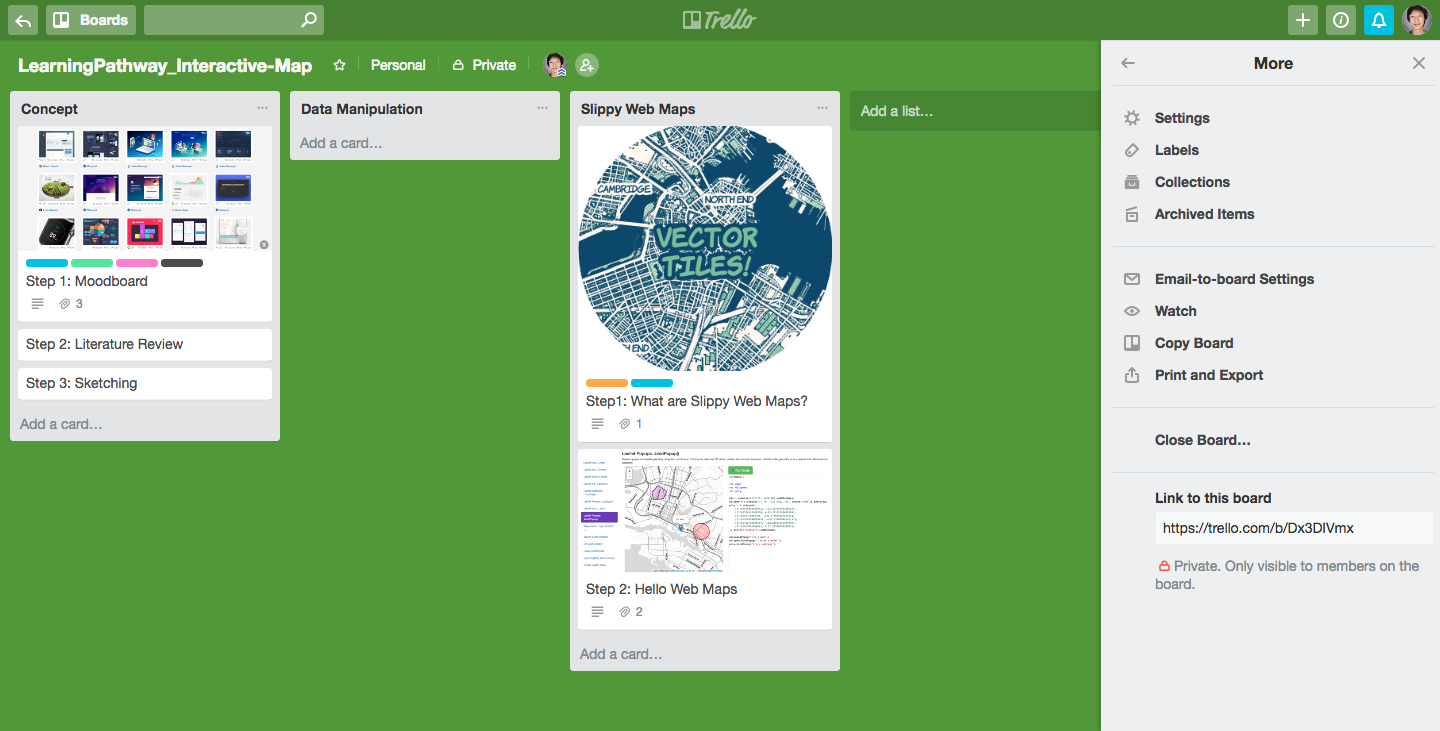 Boards
Trello
LearningPathway_Interactive-Map
Personal
Private
Concept
Step 1: Moodboard
3
Step 2: Literature Review
Step 3: Sketching
Add a card…
Data Manipulation
Add a card…
Slippy Web Maps
CAMBRIDGE
NORTH END
VECTOR
TILES!
Step1: What are Slippy Web Maps?
1
Step 2: Hello Web Maps
2
Add a card…
Add a list…
More
Settings
Labels
Collections
Archived Items
Email-to-board Settings
Watch
Copy Board
Print and Export
Close Board…
Link to this board
https://trello.com/b/Dx3DIVmx
Private. Only visible to members on the
board.